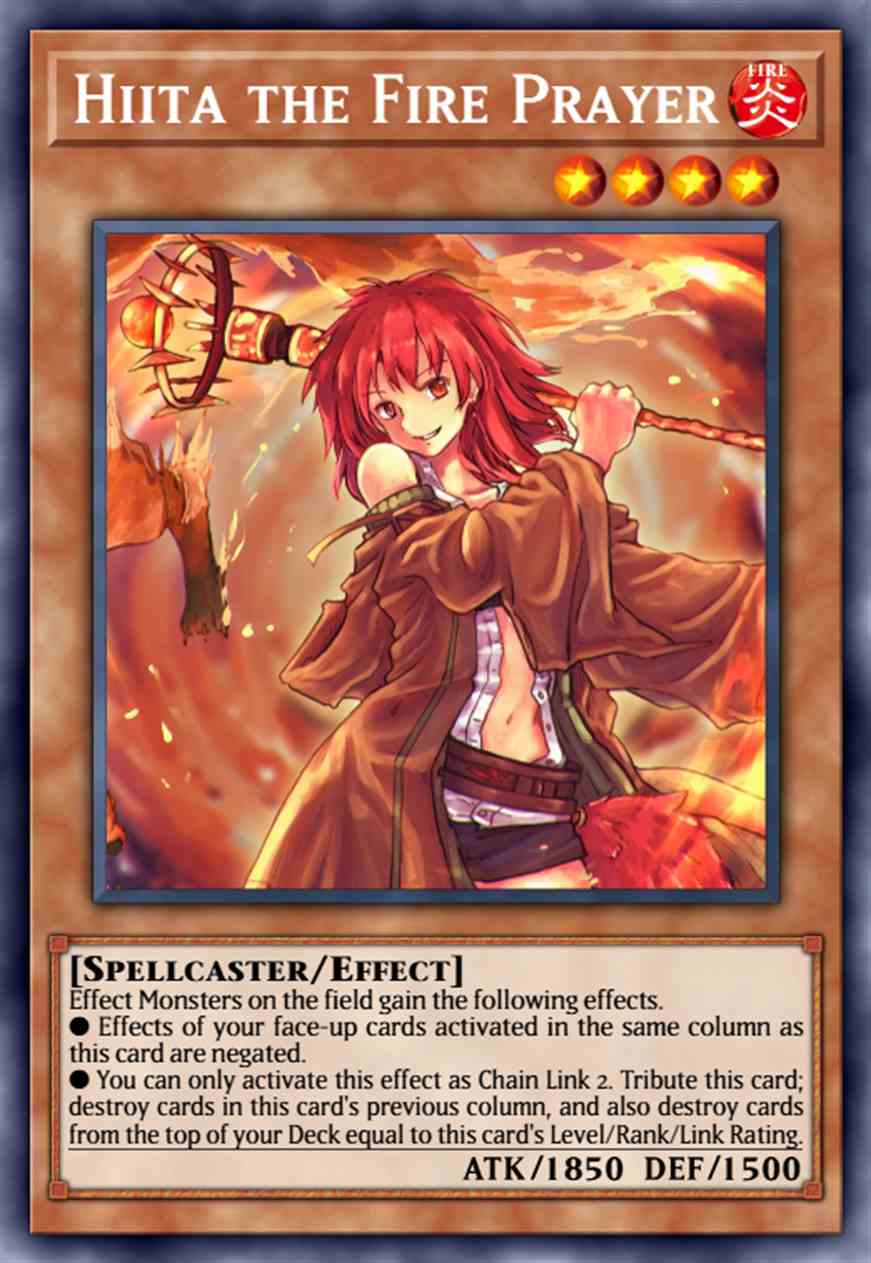 Hiita the Fire Prayer
FIRE
炎
[Spellcaster/Effect]
Effect Monsters on the field gain the following effects.
● Effects of your face-up cards activated in the same column as
this card are negated.
● You can only activate this effect as Chain Link 2. Tribute this card;
destroy cards in this card's previous column, and also destroy cards
from the top of your Deck equal to this card's Level/Rank/Link Rating.
ATK/1850 DEF/1500